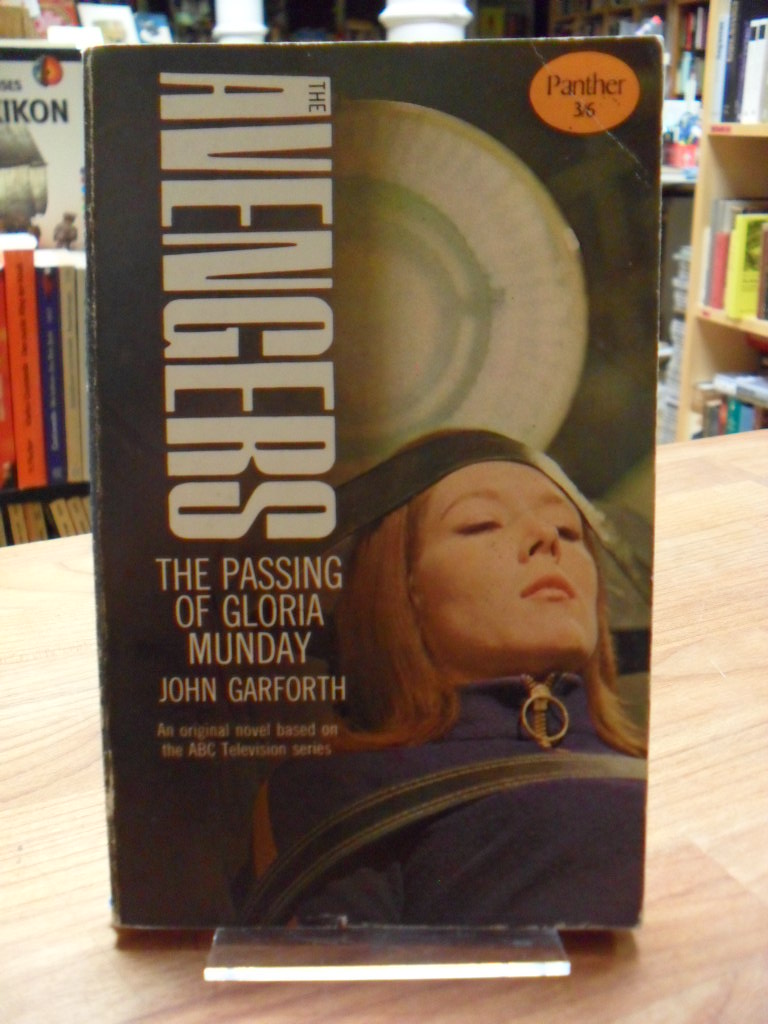 THE
AVENGERS
Panther
3/6
THE PASSING
OF GLORIA
MUNDAY
JOHN GARFORTH
An original novel based on
the ABC Television series
IKON